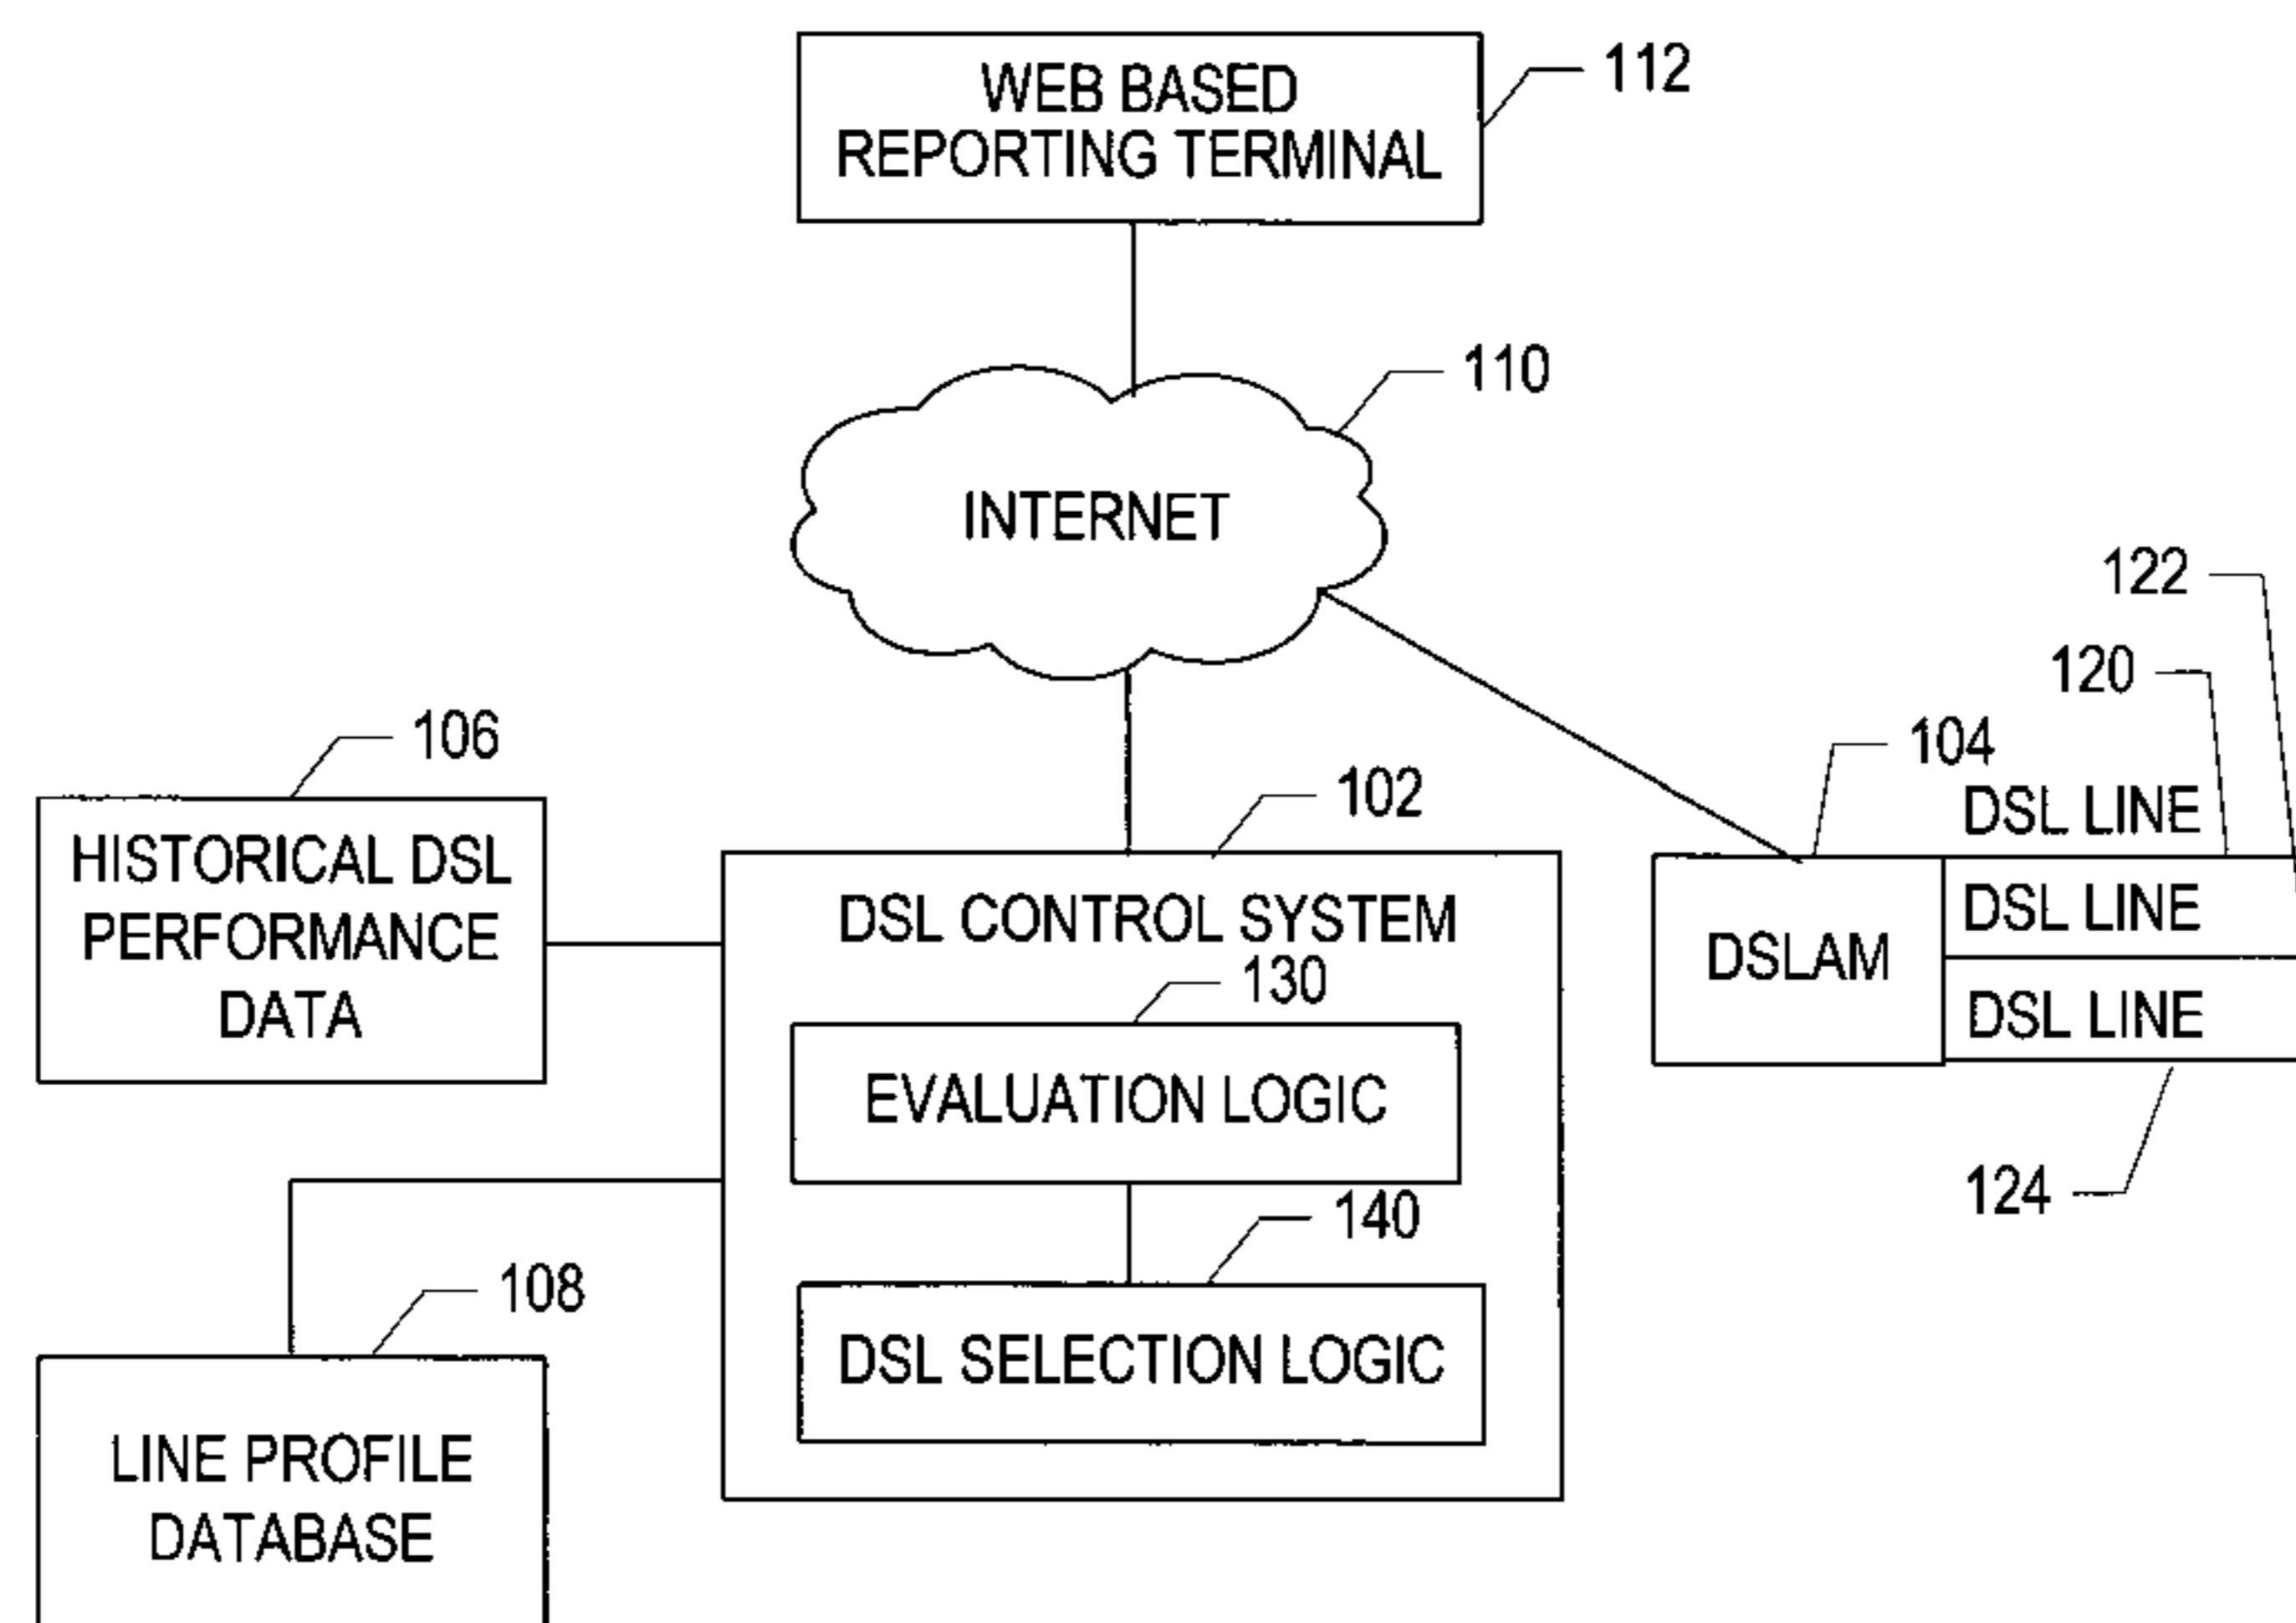 WEB BASED
REPORTING TERMINAL
112
110
INTERNET
122
120
106
104
102
DSL LINE
HISTORICAL DSL
PERFORMANCE
DATA
DSL CONTROL SYSTEM
DSL LINE
DSLAM
130
DSL LINE
EVALUATION LOGIC
124
140
108
DSL SELECTION LOGIC
LINE PROFILE
DATABASE